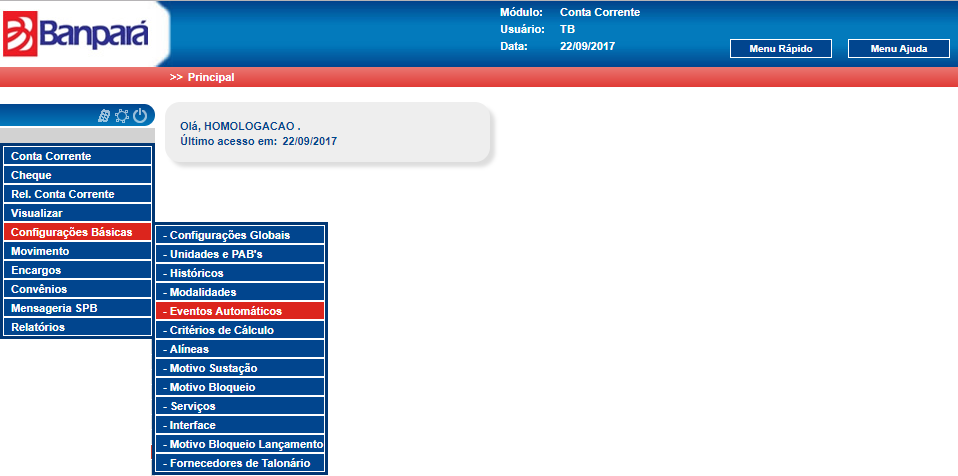 Banpará
Módulo: Conta Corrente
Usuário: TB
Data: 22/09/2017
Menu Rápido
Menu Ajuda
>> Principal
Olá, HOMOLOGACAO .
Último acesso em: 22/09/2017
Conta Corrente
Cheque
Rel. Conta Corrente
Visualizar
Configurações Básicas
Movimento
Encargos
Convênios
Mensageria SPB
Relatórios
- Configurações Globais
- Unidades e PAB's
- Históricos
- Modalidades
- Eventos Automáticos
- Critérios de Cálculo
- Alíneas
- Motivo Sustação
- Motivo Bloqueio
- Serviços
- Interface
- Motivo Bloqueio Lançamento
- Fornecedores de Talonário